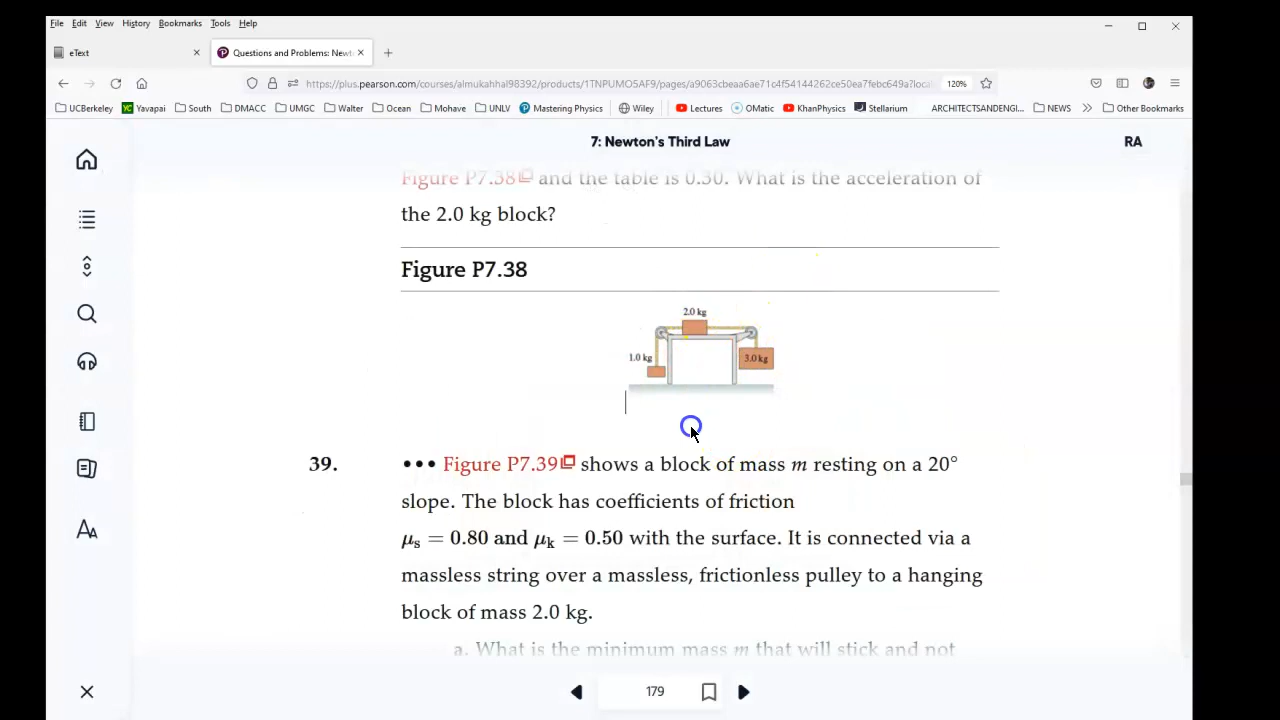 File Edit View History Bookmarks Tools Help
eText
Questions and Problems: Newt
https://plus.pearson.com/courses/almukahhal98392/products/1TNPUMO5AF9/pages/a9063cbeaa6ae71c4f54144262ce50ea7febc649a?local
120%
UCBerkeley Yavapai South DMACC UMGC Walter Ocean Mohave UNLV Mastering Physics Wiley Lectures OMatic KhanPhysics Stellarium ARCHITECTSANDENGI... NEWS Other Bookmarks
7: Newton's Third Law
RA
Figure P7.38 and the table is 0.30. What is the acceleration of
the 2.0 kg block?
Figure P7.38
2.0 kg
1.0 kg
3.0 kg
39. ••• Figure P7.39 shows a block of mass m resting on a 20°
slope. The block has coefficients of friction
μs = 0.80 and μk = 0.50 with the surface. It is connected via a
massless string over a massless, frictionless pulley to a hanging
block of mass 2.0 kg.
a. What is the minimum mass m that will stick and not
179